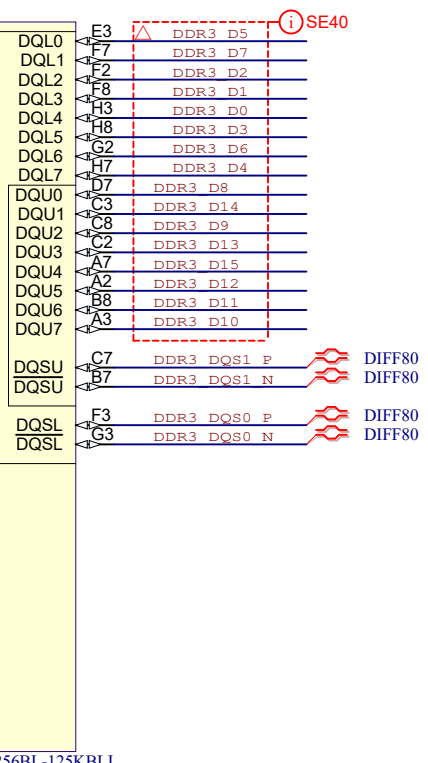 SE40
DQL0 E3 DDR3_D5
DQL1 F7 DDR3_D7
DQL2 F2 DDR3_D2
DQL3 F8 DDR3_D1
DQL4 H3 DDR3_D0
DQL5 H8 DDR3_D3
DQL6 G2 DDR3_D6
DQL7 H7 DDR3_D4
DQU0 D7 DDR3_D8
DQU1 C3 DDR3_D14
DQU2 C8 DDR3_D9
DQU3 C2 DDR3_D13
DQU4 A7 DDR3_D15
DQU5 A2 DDR3_D12
DQU6 B8 DDR3_D11
DQU7 A3 DDR3_D10
DQSU C7 DDR3_DQS1_P DIFF80
DQSU B7 DDR3_DQS1_N DIFF80
DQSL F3 DDR3_DQS0_P DIFF80
DQSL G3 DDR3_DQS0_N DIFF80